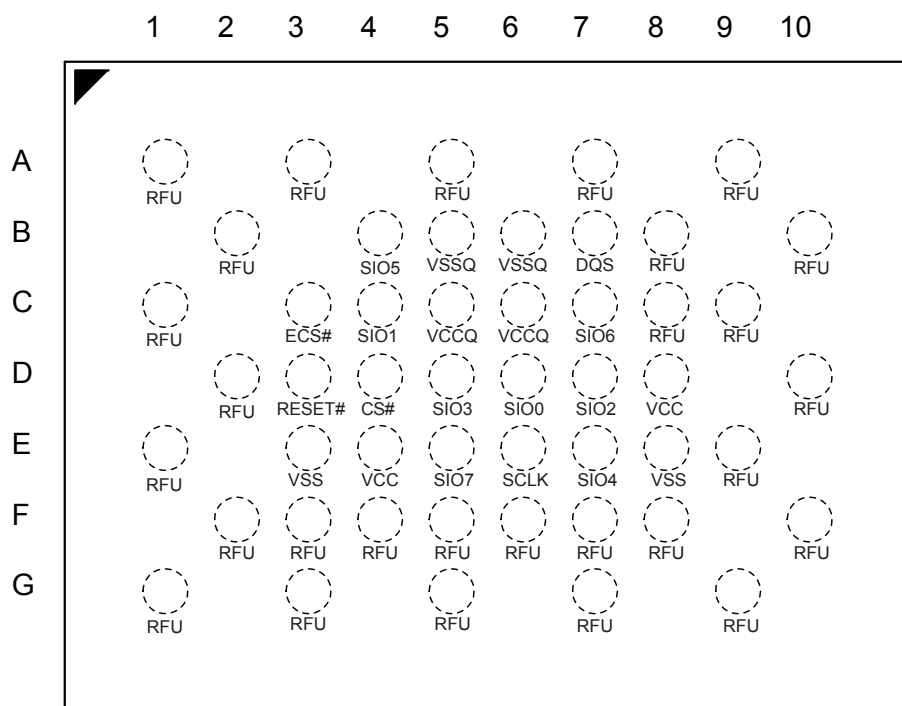 1 2 3 4 5 6 7 8 9 10
A
RFU RFU RFU RFU RFU
B
RFU SIO5 VSSQ VSSQ DQS RFU RFU
C
RFU ECS# SIO1 VCCQ VCCQ SIO6 RFU RFU
D
RFU RESET# CS# SIO3 SIO0 SIO2 VCC RFU
E
RFU VSS VCC SIO7 SCLK SIO4 VSS RFU
F
RFU RFU RFU RFU RFU RFU RFU RFU
G
RFU RFU RFU RFU RFU